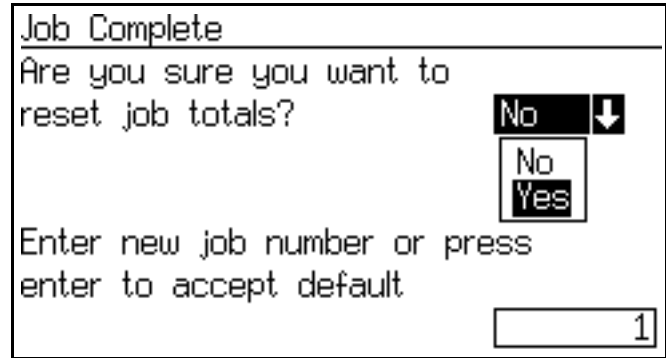 Job Complete
Are you sure you want to
reset job totals? No
No
Yes
Enter new job number or press
enter to accept default
1